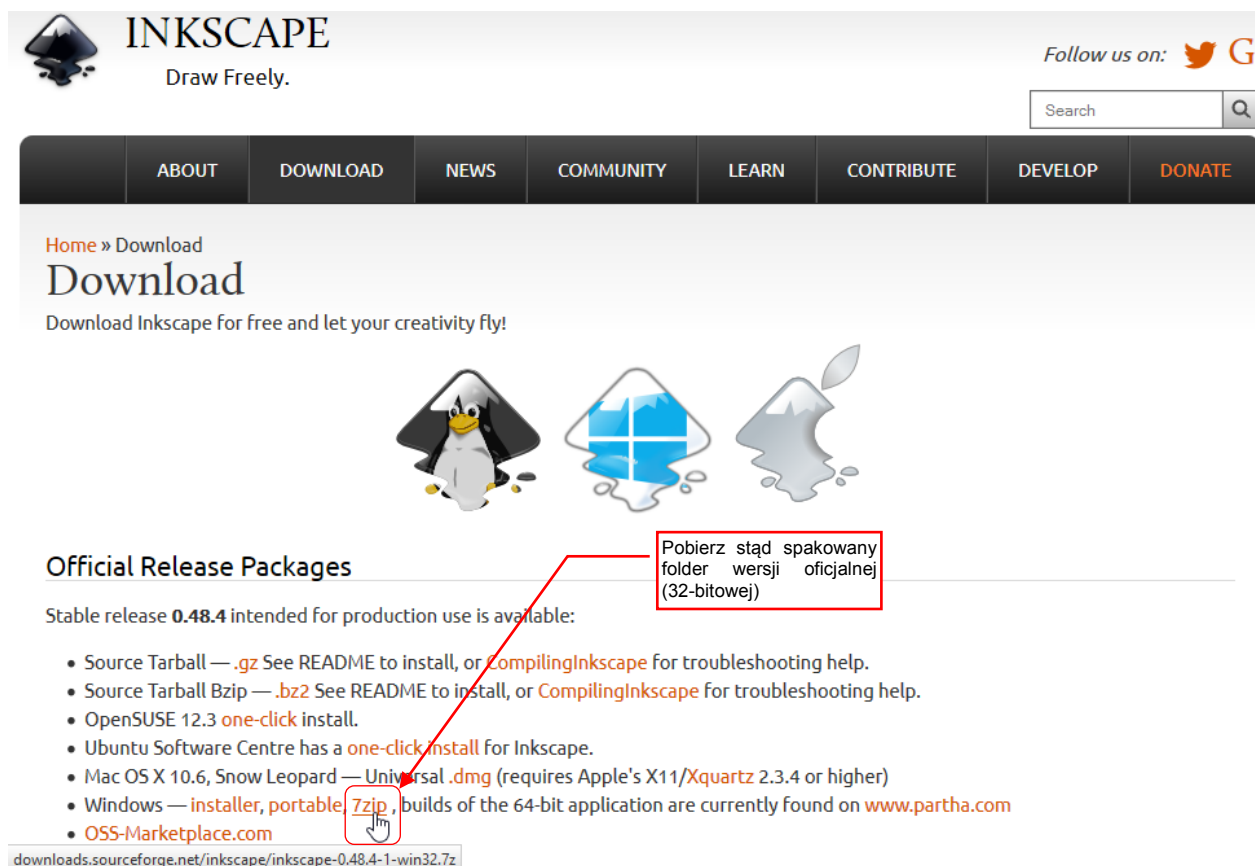 INKSCAPE
Draw Freely.
Follow us on:
Search
ABOUT DOWNLOAD NEWS COMMUNITY LEARN CONTRIBUTE DEVELOP DONATE
Home » Download
Download
Download Inkscape for free and let your creativity fly!
Pobierz stąd spakowany
folder wersji oficjalnej
(32-bitowej)
Official Release Packages
Stable release 0.48.4 intended for production use is available:
• Source Tarball — .gz See README to install, or CompilingInkscape for troubleshooting help.
• Source Tarball Bzip — .bz2 See README to install, or CompilingInkscape for troubleshooting help.
• OpenSUSE 12.3 one-click install.
• Ubuntu Software Centre has a one-click install for Inkscape.
• Mac OS X 10.6, Snow Leopard — Universal .dmg (requires Apple's X11/Xquartz 2.3.4 or higher)
• Windows — installer, portable, 7zip , builds of the 64-bit application are currently found on www.partha.com
• OSS-Marketplace.com
downloads.sourceforge.net/inkscape/inkscape-0.48.4-1-win32.7z